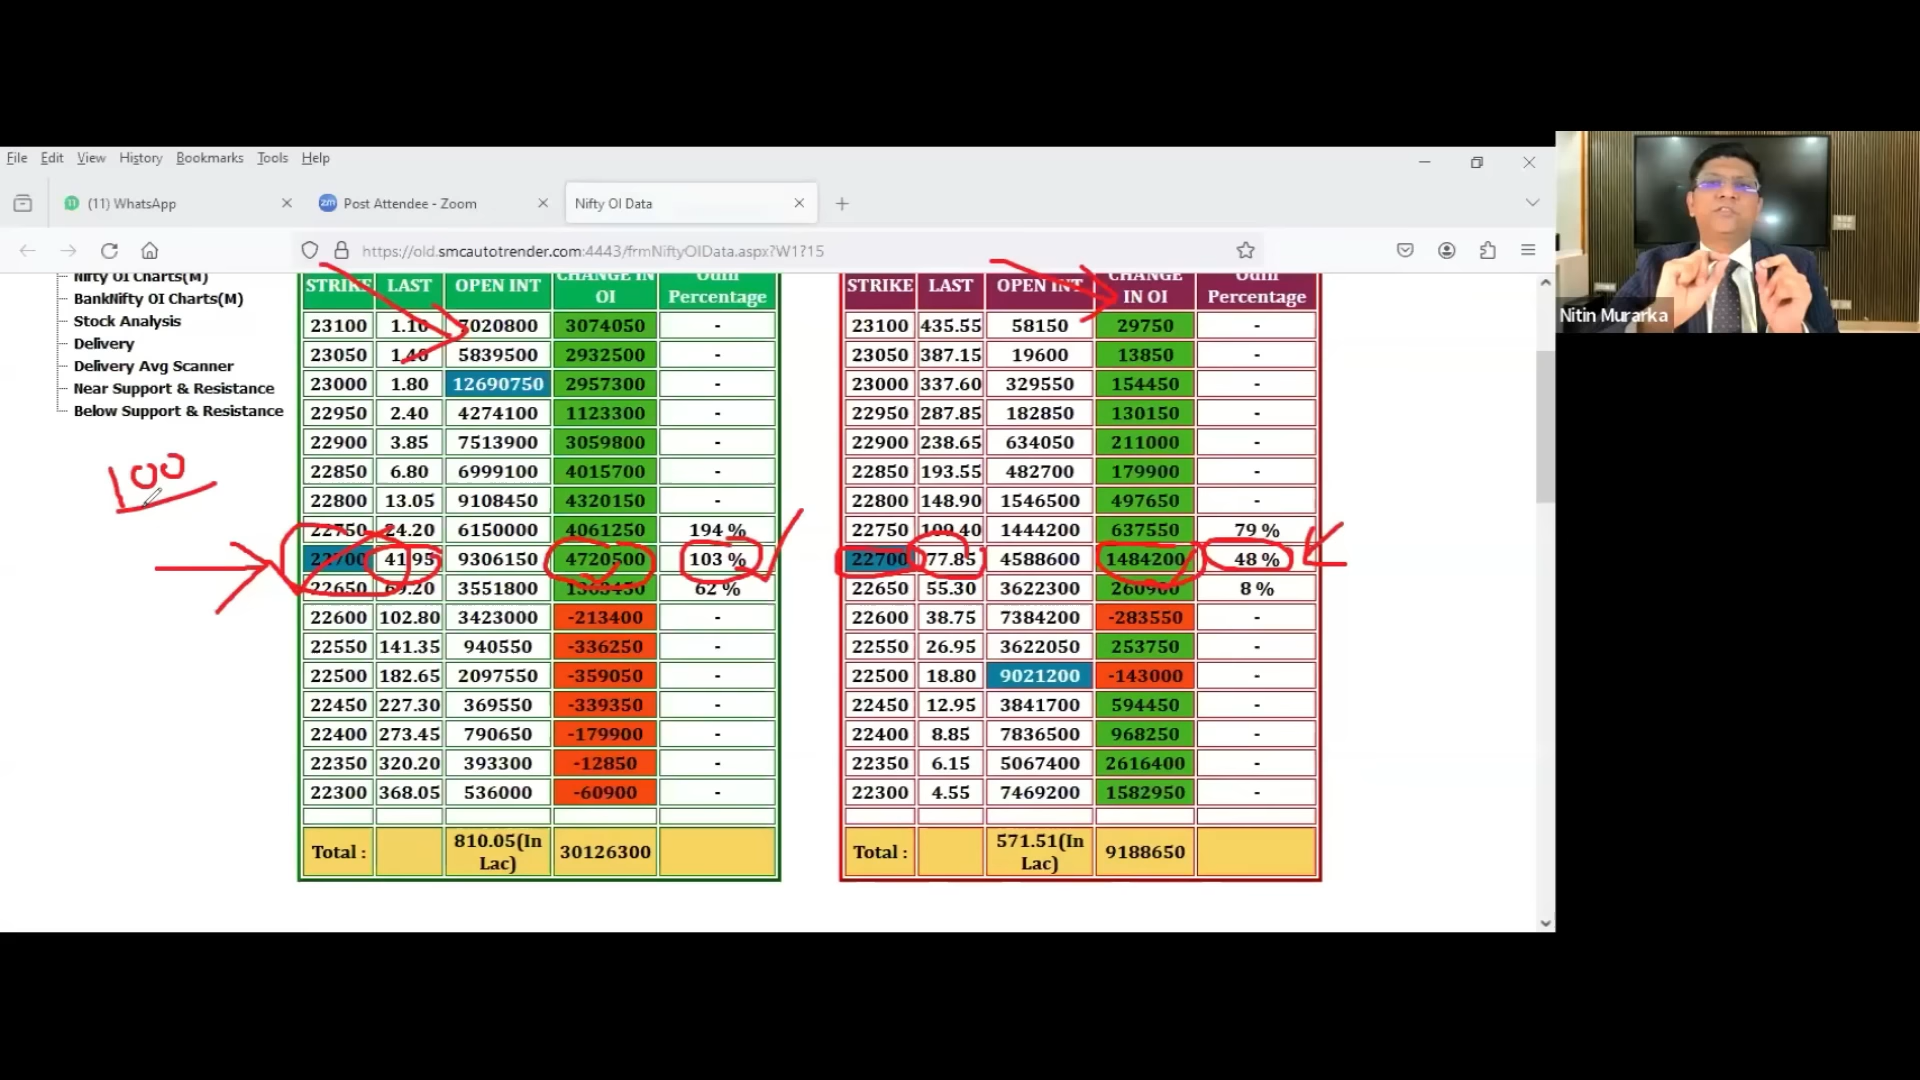 File Edit View History Bookmarks Tools Help
(11) WhatsApp
Post Attendee - Zoom
Nifty OI Data
https://old.smcautotrender.com:4443/frmNiftyOIData.aspx?W1?15
Nitin Murarka
Nifty OI Charts(M)
BankNifty OI Charts(M)
Stock Analysis
Delivery
Delivery Avg Scanner
Near Support & Resistance
Below Support & Resistance
100
STRIKE LAST OPEN INT CHANGE IN OI Odin Percentage
23100 1.10 7020800 3074050 -
23050 1.40 5839500 2932500 -
23000 1.80 12690750 2957300 -
22950 2.40 4274100 1123300 -
22900 3.85 7513900 3059800 -
22850 6.80 6999100 4015700 -
22800 13.05 9108450 4320150 -
22750 24.20 6150000 4061250 194 %
22700 41.95 9306150 4720500 103 %
22650 69.20 3551800 62 %
22600 102.80 3423000 -213400 -
22550 141.35 940550 -336250 -
22500 182.65 2097550 -359050 -
22450 227.30 369550 -339350 -
22400 273.45 790650 -179900 -
22350 320.20 393300 -12850 -
22300 368.05 536000 -60900 -
Total : 810.05(In Lac) 30126300
STRIKE LAST OPEN INT CHANGE IN OI Odin Percentage
23100 435.55 58150 29750 -
23050 387.15 19600 13850 -
23000 337.60 329550 154450 -
22950 287.85 182850 130150 -
22900 238.65 634050 211000 -
22850 193.55 482700 179900 -
22800 148.90 1546500 497650 -
22750 109.40 1444200 637550 79 %
22700 77.85 4588600 1484200 48 %
22650 55.30 3622300 260900 8 %
22600 38.75 7384200 -283550 -
22550 26.95 3622050 253750 -
22500 18.80 9021200 -143000 -
22450 12.95 3841700 594450 -
22400 8.85 7836500 968250 -
22350 6.15 5067400 2616400 -
22300 4.55 7469200 1582950 -
Total : 571.51(In Lac) 9188650